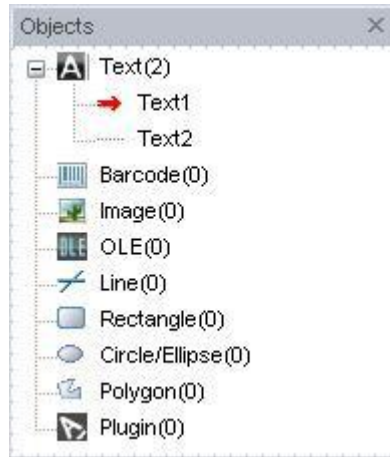 Objects
Text(2)
Text1
Text2
Barcode(0)
Image(0)
OLE
OLE(0)
Line(0)
Rectangle(0)
Circle/Ellipse(0)
Polygon(0)
Plugin(0)